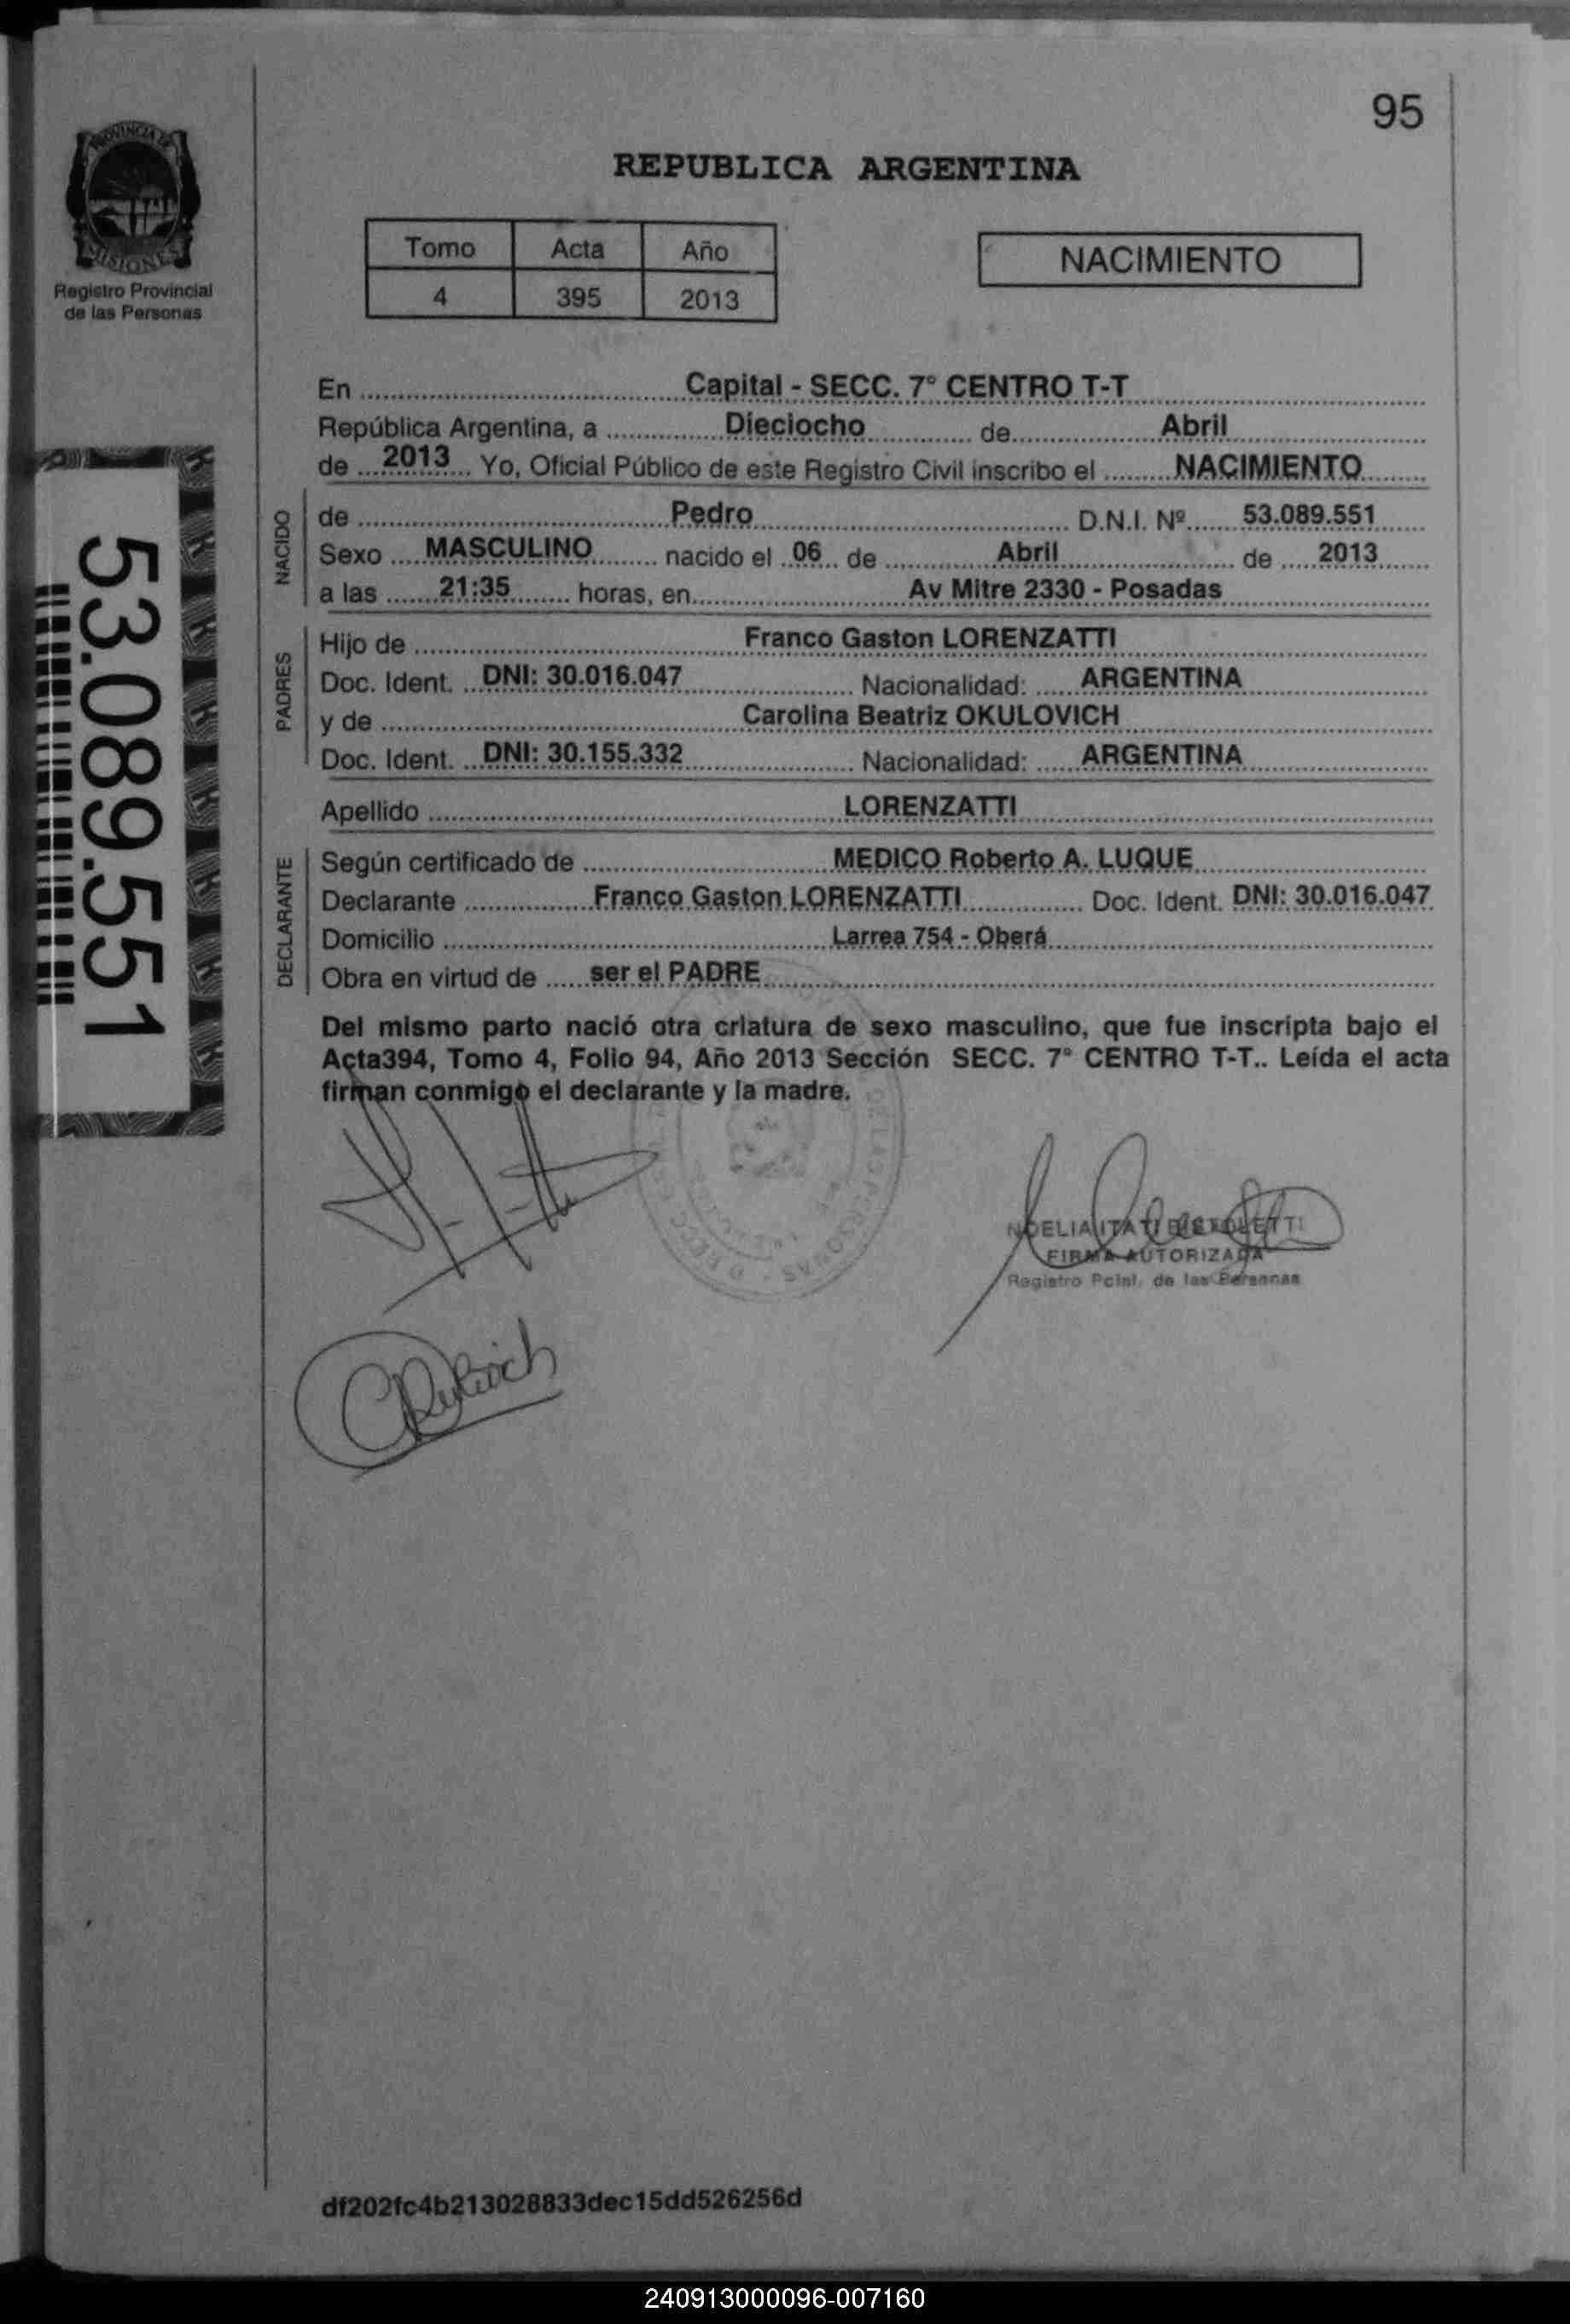 95
PROVINCIA DE
MISIONES
Registro Provincial
de las Personas
REPUBLICA ARGENTINA
Tomo Acta Año
4 395 2013
NACIMIENTO
53.089.551
En Capital - SECC. 7° CENTRO T-T
República Argentina, a Dieciocho de Abril
de 2013 Yo, Oficial Público de este Registro Civil inscribo el NACIMIENTO
NACIDO
de Pedro D.N.I. Nº 53.089.551
Sexo MASCULINO nacido el 06 de Abril de 2013
a las 21:35 horas, en Av Mitre 2330 - Posadas
PADRES
Hijo de Franco Gaston LORENZATTI
Doc. Ident. DNI: 30.016.047 Nacionalidad: ARGENTINA
y de Carolina Beatriz OKULOVICH
Doc. Ident. DNI: 30.155.332 Nacionalidad: ARGENTINA
Apellido LORENZATTI
DECLARANTE
Según certificado de MEDICO Roberto A. LUQUE
Declarante Franco Gaston LORENZATTI Doc. Ident. DNI: 30.016.047
Domicilio Larrea 754 - Oberá
Obra en virtud de ser el PADRE
Del mismo parto nació otra criatura de sexo masculino, que fue inscripta bajo el
Acta394, Tomo 4, Folio 94, Año 2013 Sección SECC. 7° CENTRO T-T.. Leída el acta
firman conmigo el declarante y la madre.
DE LAS PERSONAS
NOELIA ITATI
FIRMA AUTORIZADA
Registro Pcial. de las Personas
df202fc4b213028833dec15dd526256d
240913000096-007160